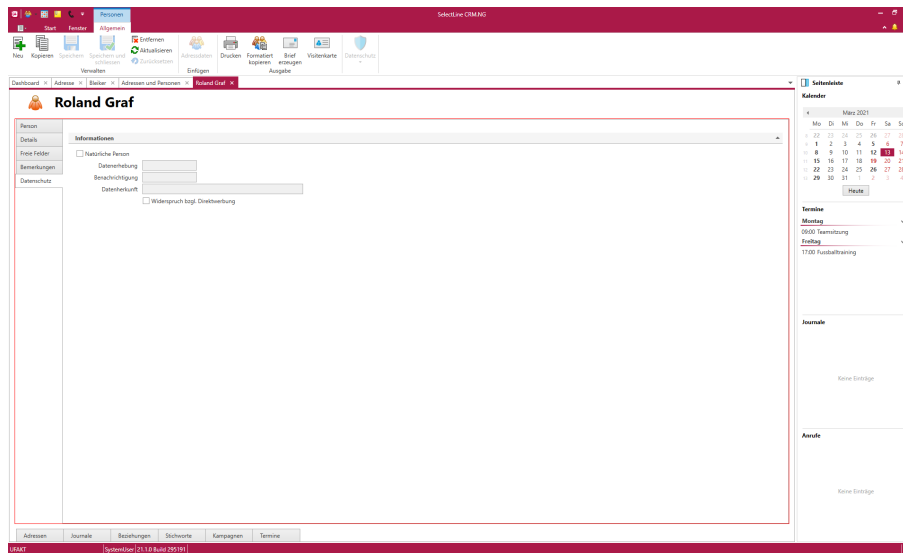 Personen
SelectLine CRM.NG
Start Fenster Allgemein
Neu Kopieren Speichern Speichern und schliessen Entfernen Aktualisieren Zurücksetzen Adressdaten Drucken Formatiert kopieren Brief erzeugen Visitenkarte Datenschutz
Verwalten Einfügen Ausgabe
Dashboard × Adresse × Bleiker × Adressen und Personen × Roland Graf ×
Roland Graf
Person
Details
Freie Felder
Bemerkungen
Datenschutz
Informationen
Natürliche Person
Datenerhebung
Benachrichtigung
Datenherkunft
Widerspruch bzgl. Direktwerbung
Adressen Journale Beziehungen Stichworte Kampagnen Termine
Seitenleiste
Kalender
März 2021
Mo Di Mi Do Fr Sa
22 23 24 25 26 27
1 2 3 4 5 6 7
8 9 10 11 12 13
15 16 17 18 19 20
22 23 24 25 26 27
29 30 31 1 2 3 4
Heute
Termine
Montag
09:00 Teamsitzung
Freitag
17:00 Fussballtraining
Journale
Keine Einträge
Anrufe
Keine Einträge
UFAKT SystemUser 21.1.0 Build 295191